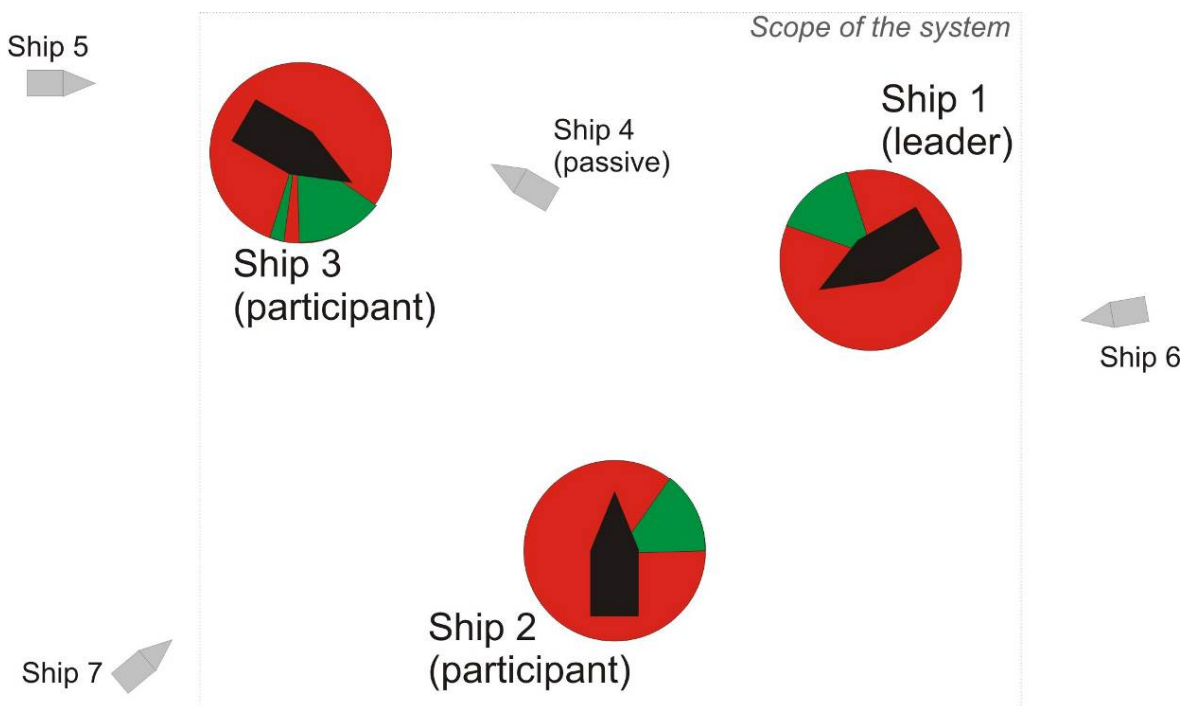 Scope of the system
Ship 5
Ship 1
(leader)
Ship 4
(passive)
Ship 3
(participant)
Ship 6
Ship 2
(participant)
Ship 7